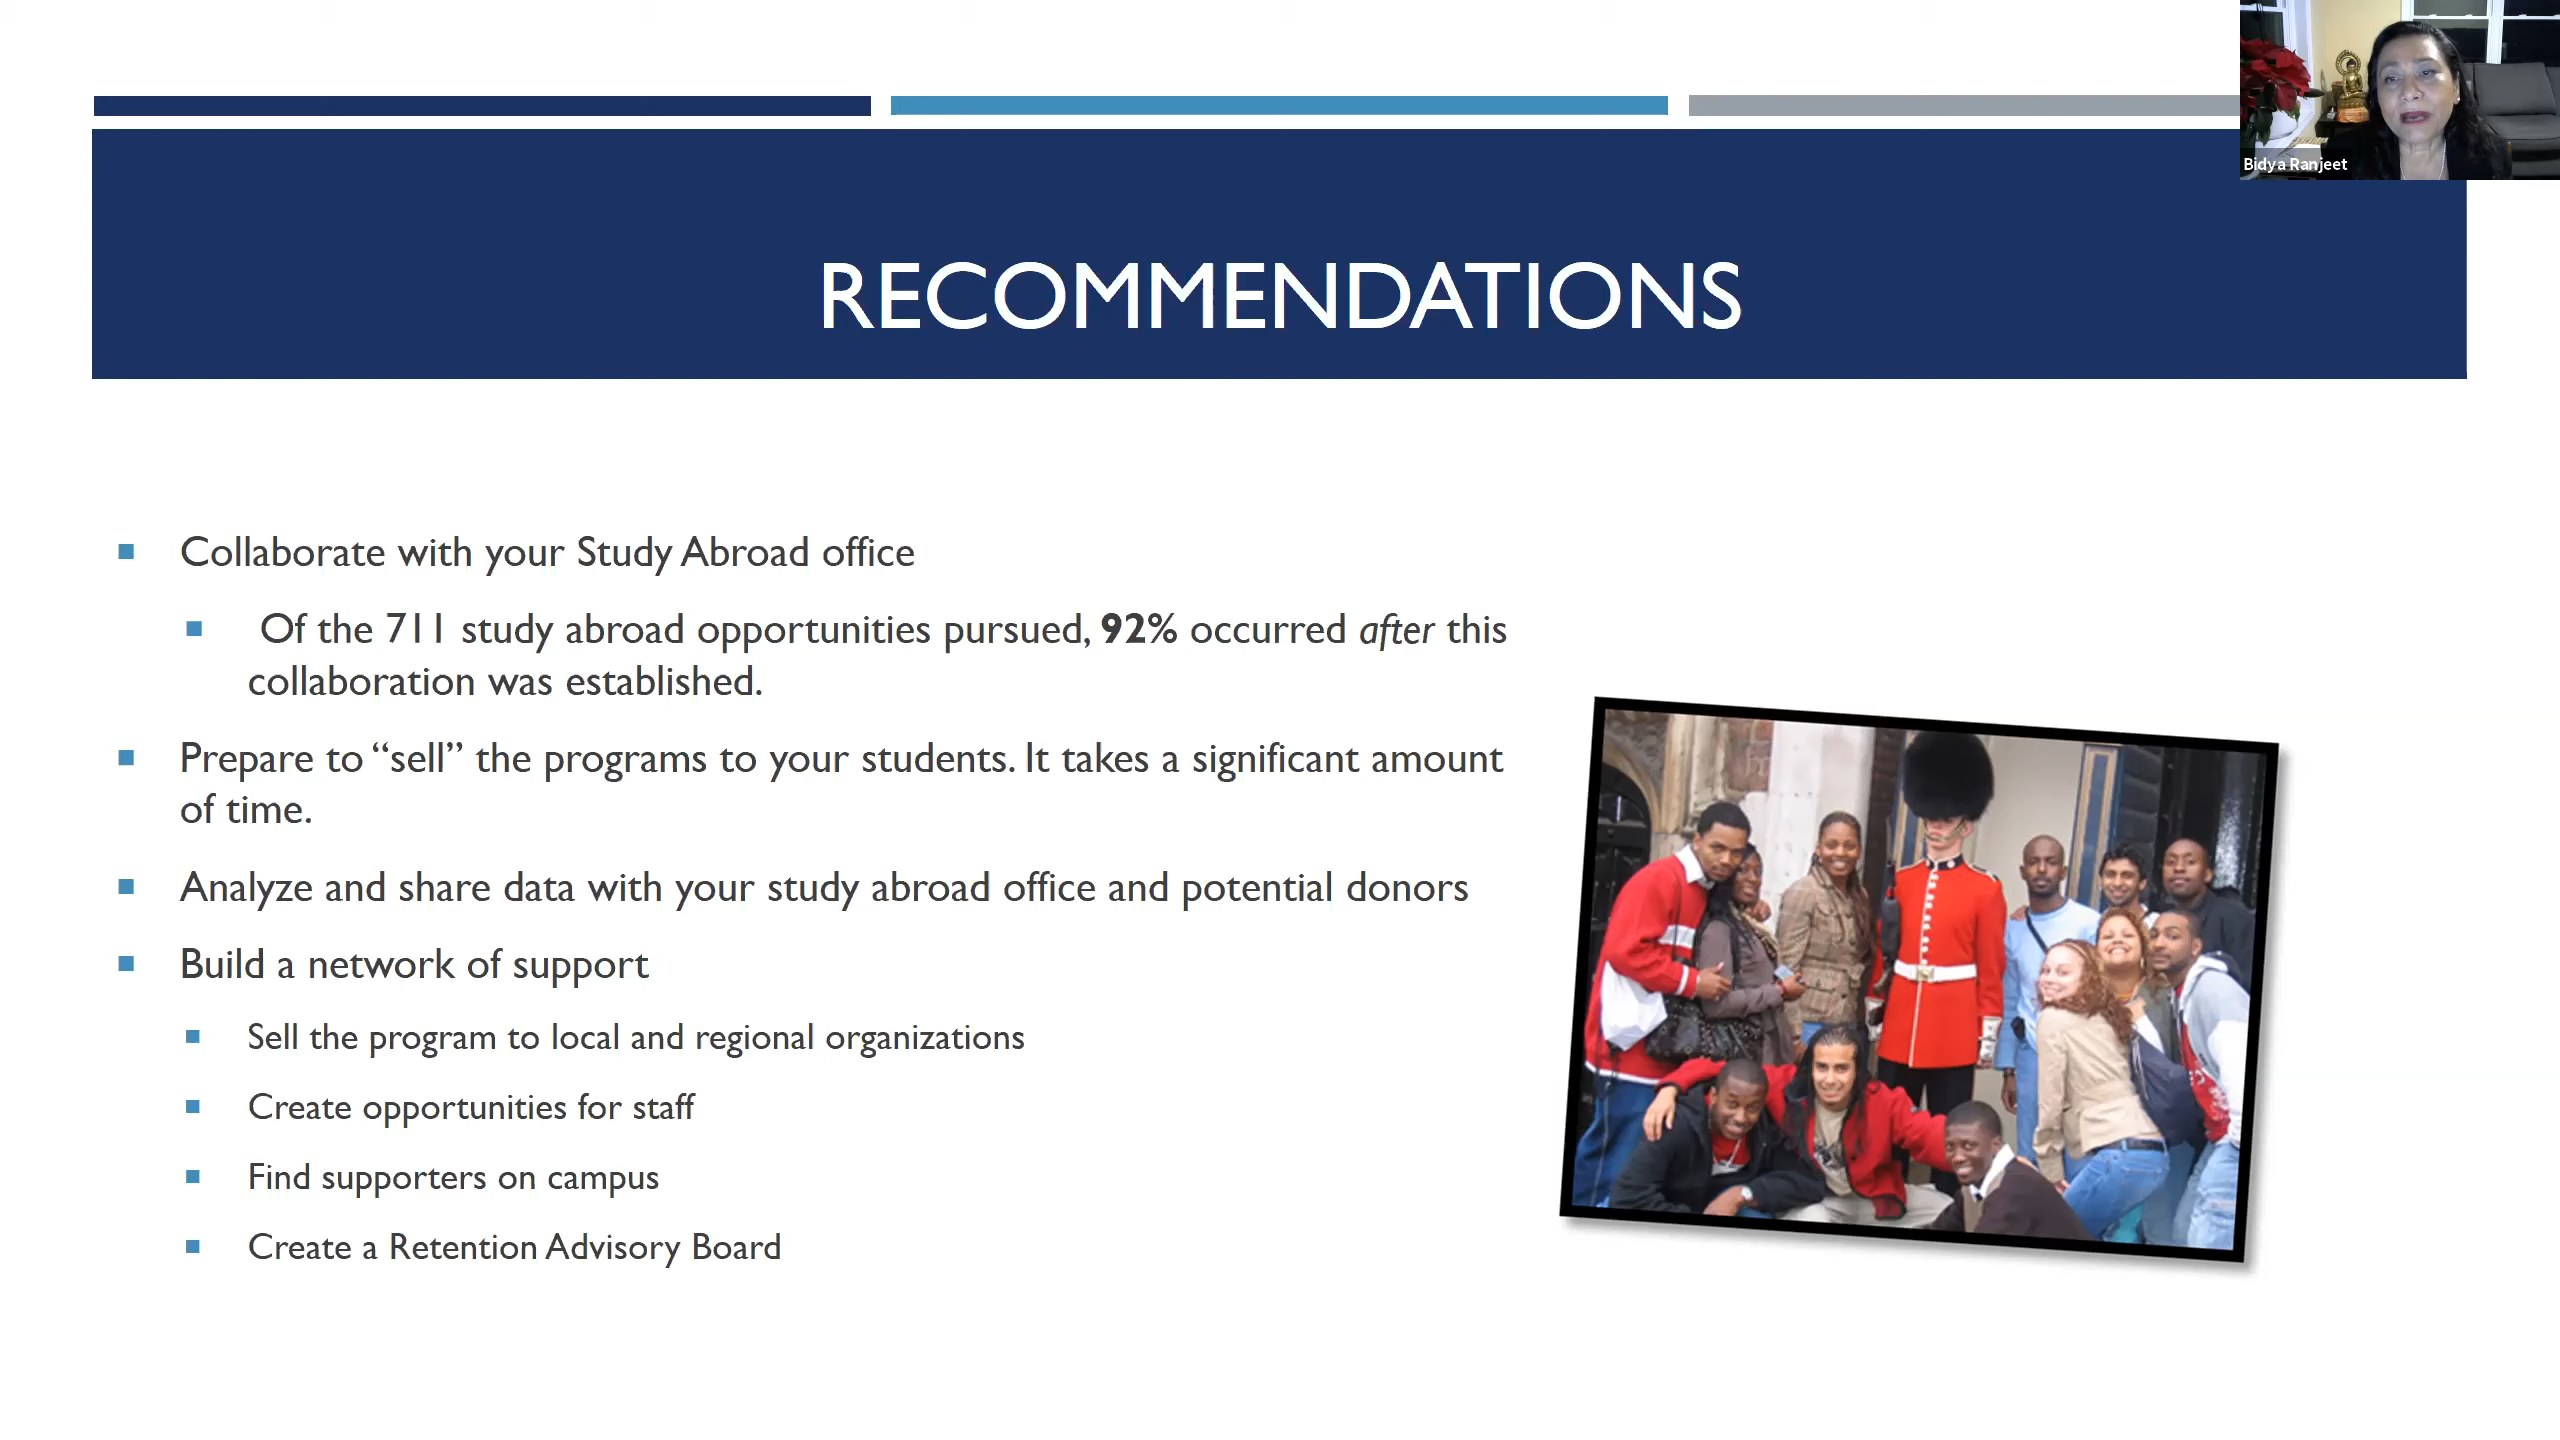 Bidya Ranjeet
RECOMMENDATIONS
Collaborate with your Study Abroad office
Of the 711 study abroad opportunities pursued, 92% occurred after this
collaboration was established.
Prepare to “sell” the programs to your students. It takes a significant amount
of time.
Analyze and share data with your study abroad office and potential donors
Build a network of support
Sell the program to local and regional organizations
Create opportunities for staff
Find supporters on campus
Create a Retention Advisory Board